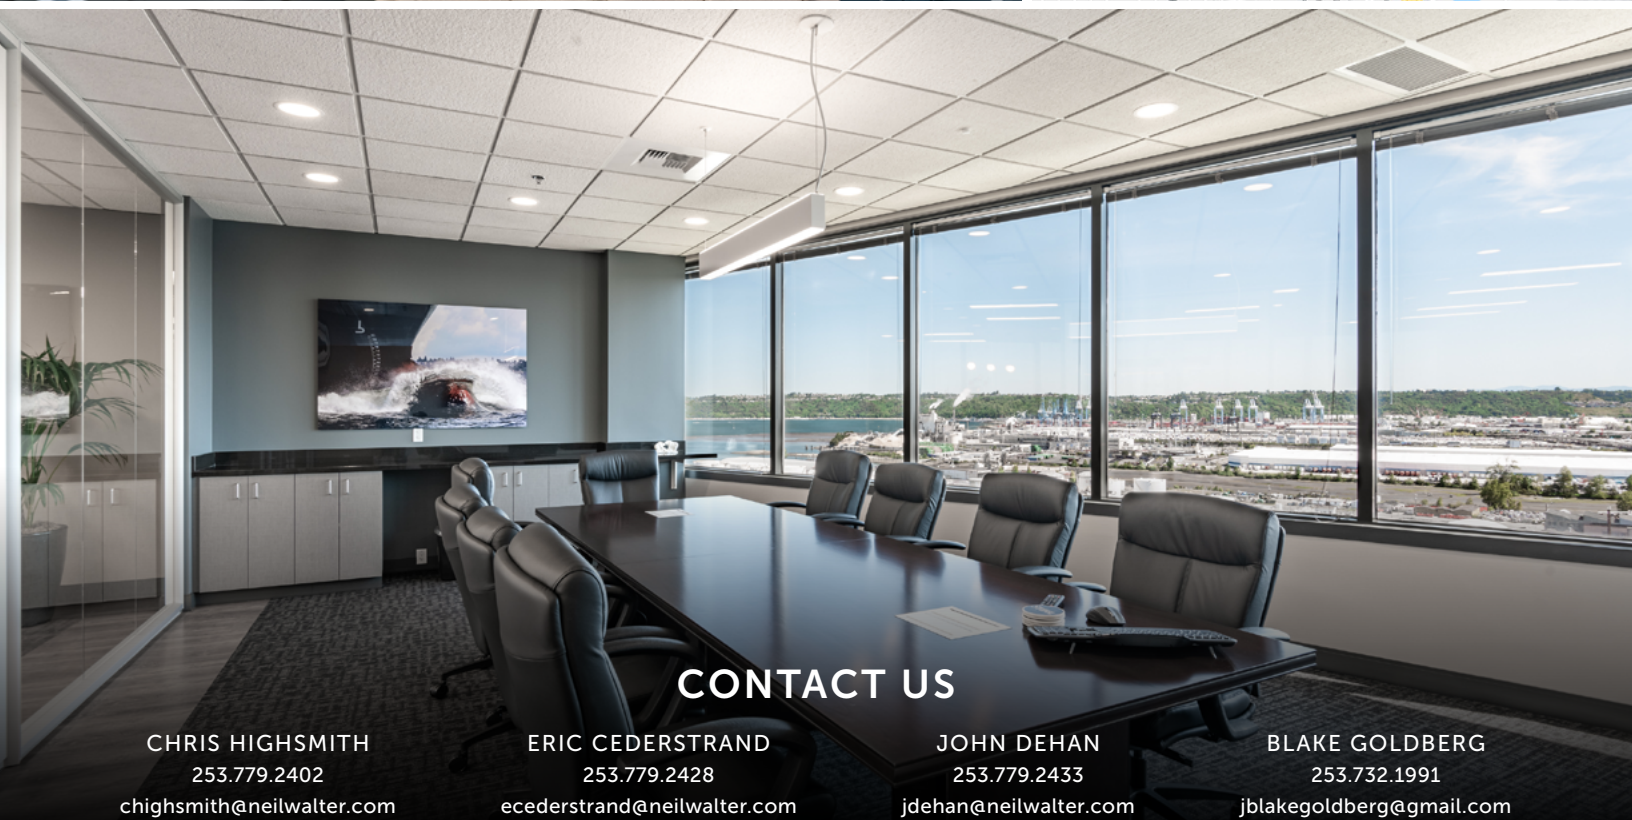 CONTACT US
CHRIS HIGHSMITH
253.779.2402
chighsmith@neilwalter.com
ERIC CEDERSTRAND
253.779.2428
ecederstrand@neilwalter.com
JOHN DEHAN
253.779.2433
jdehan@neilwalter.com
BLAKE GOLDBERG
253.732.1991
jblakegoldberg@gmail.com